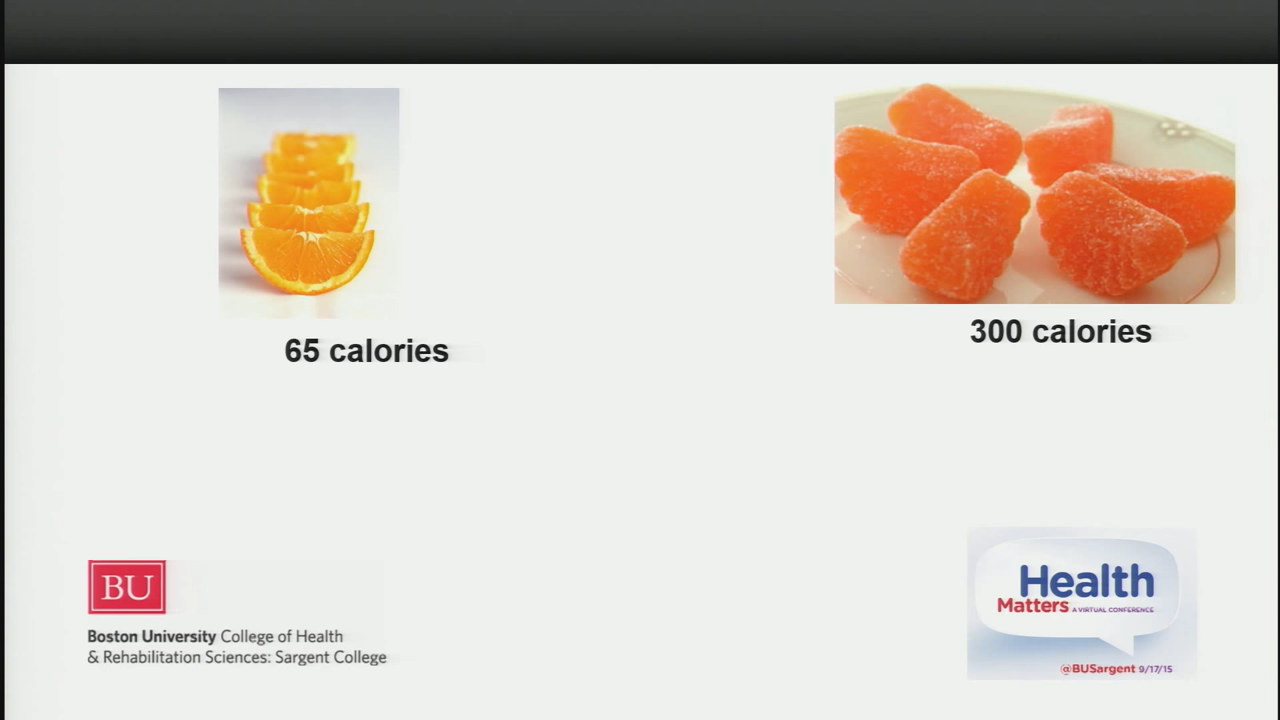 65 calories
300 calories
BU
Boston University College of Health
& Rehabilitation Sciences: Sargent College
Health
Matters A VIRTUAL CONFERENCE
@BUSargent 9/17/15